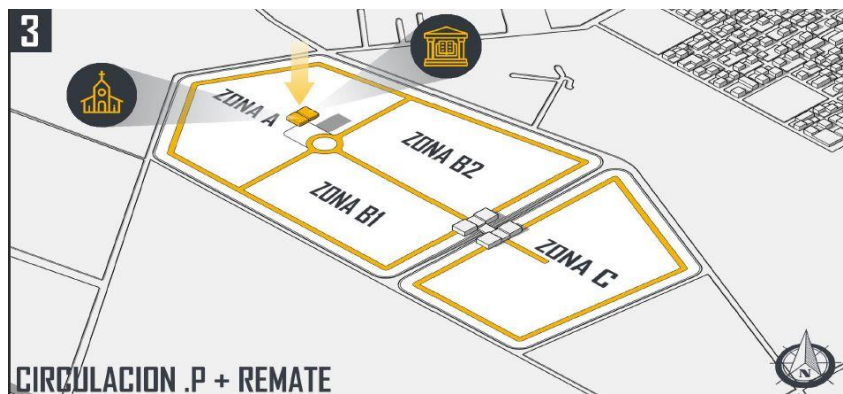 3
ZONA A
ZONA B2
ZONA B1
ZONA C
CIRCULACION .P + REMATE
N